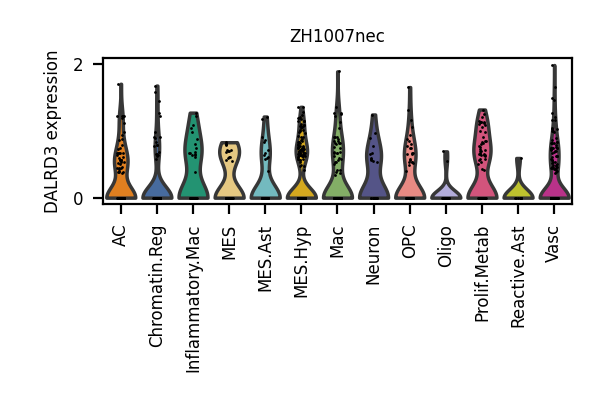 ZH1007nec
DALRD3 expression
2
0
AC
Chromatin.Reg
Inflammatory.Mac
MES
MES.Ast
MES.Hyp
Mac
Neuron
OPC
Oligo
Prolif.Metab
Reactive.Ast
Vasc